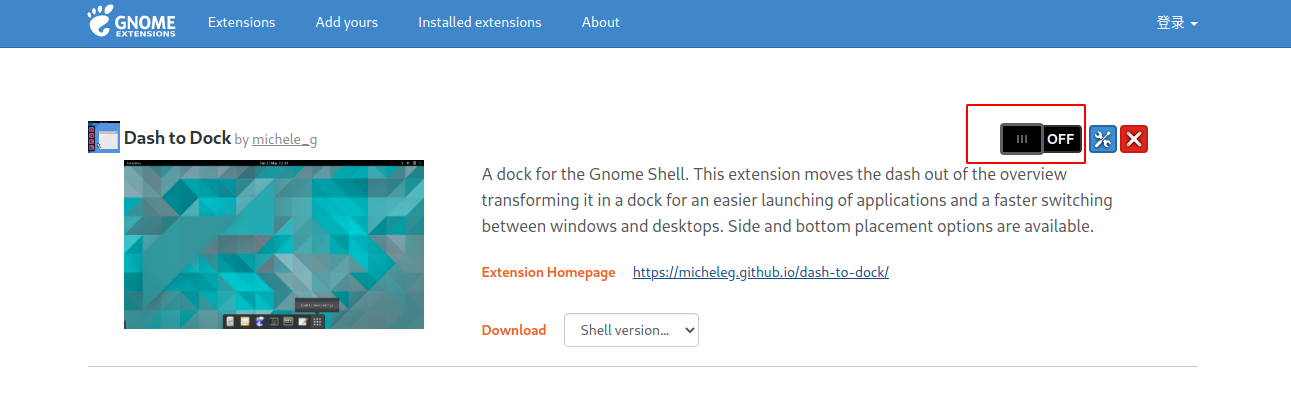 GNOME
EXTENSIONS
Extensions
Add yours
Installed extensions
About
登录
Dash to Dock by michele_g
OFF
A dock for the Gnome Shell. This extension moves the dash out of the overview
transforming it in a dock for an easier launching of applications and a faster switching
between windows and desktops. Side and bottom placement options are available.
Extension Homepage https://micheleg.github.io/dash-to-dock/
Download Shell version...